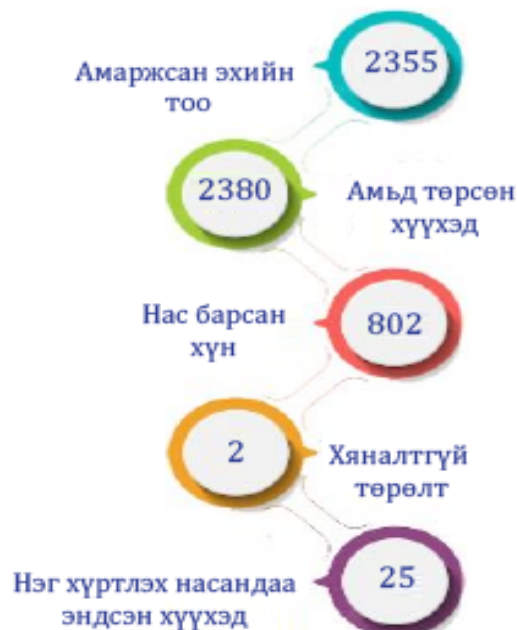 2355
Амаржсан эхийн
тоо
2380
Амьд төрсөн
хүүхэд
Нас барсан
хүн
802
2
Хяналтгүй
төрөлт
25
Нэг хүртлэх насандаа
эндсэн хүүхэд